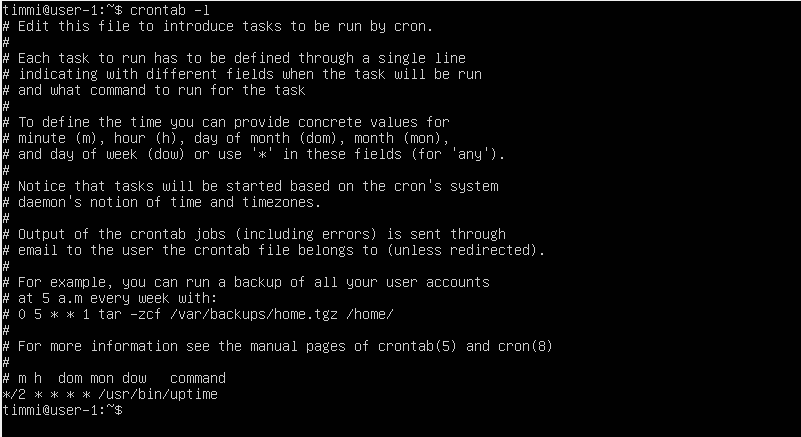 timmi@user-1:~$ crontab -l
# Edit this file to introduce tasks to be run by cron.
#
# Each task to run has to be defined through a single line
# indicating with different fields when the task will be run
# and what command to run for the task
#
# To define the time you can provide concrete values for
# minute (m), hour (h), day of month (dom), month (mon),
# and day of week (dow) or use '*' in these fields (for 'any').
#
# Notice that tasks will be started based on the cron's system
# daemon's notion of time and timezones.
#
# Output of the crontab jobs (including errors) is sent through
# email to the user the crontab file belongs to (unless redirected).
#
# For example, you can run a backup of all your user accounts
# at 5 a.m every week with:
# 0 5 * * 1 tar -zcf /var/backups/home.tgz /home/
#
# For more information see the manual pages of crontab(5) and cron(8)
#
# m h  dom mon dow   command
*/2 * * * * /usr/bin/uptime
timmi@user-1:~$